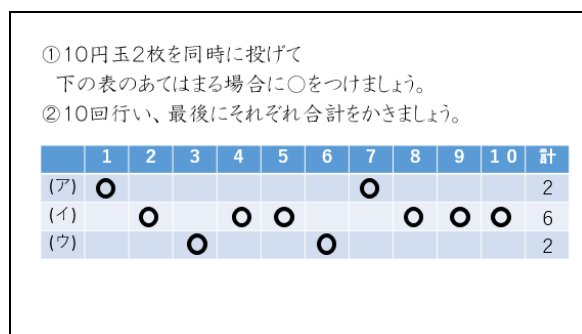 ①10円玉2枚を同時に投げて
下の表のあてはまる場合に○をつけましょう。
②10回行い、最後にそれぞれ合計をかきましょう。
1 2 3 4 5 6 7 8 9 10 計
(ア) ○ ○ 2
(イ) ○ ○ ○ ○ ○ ○ 6
(ウ) ○ ○ 2